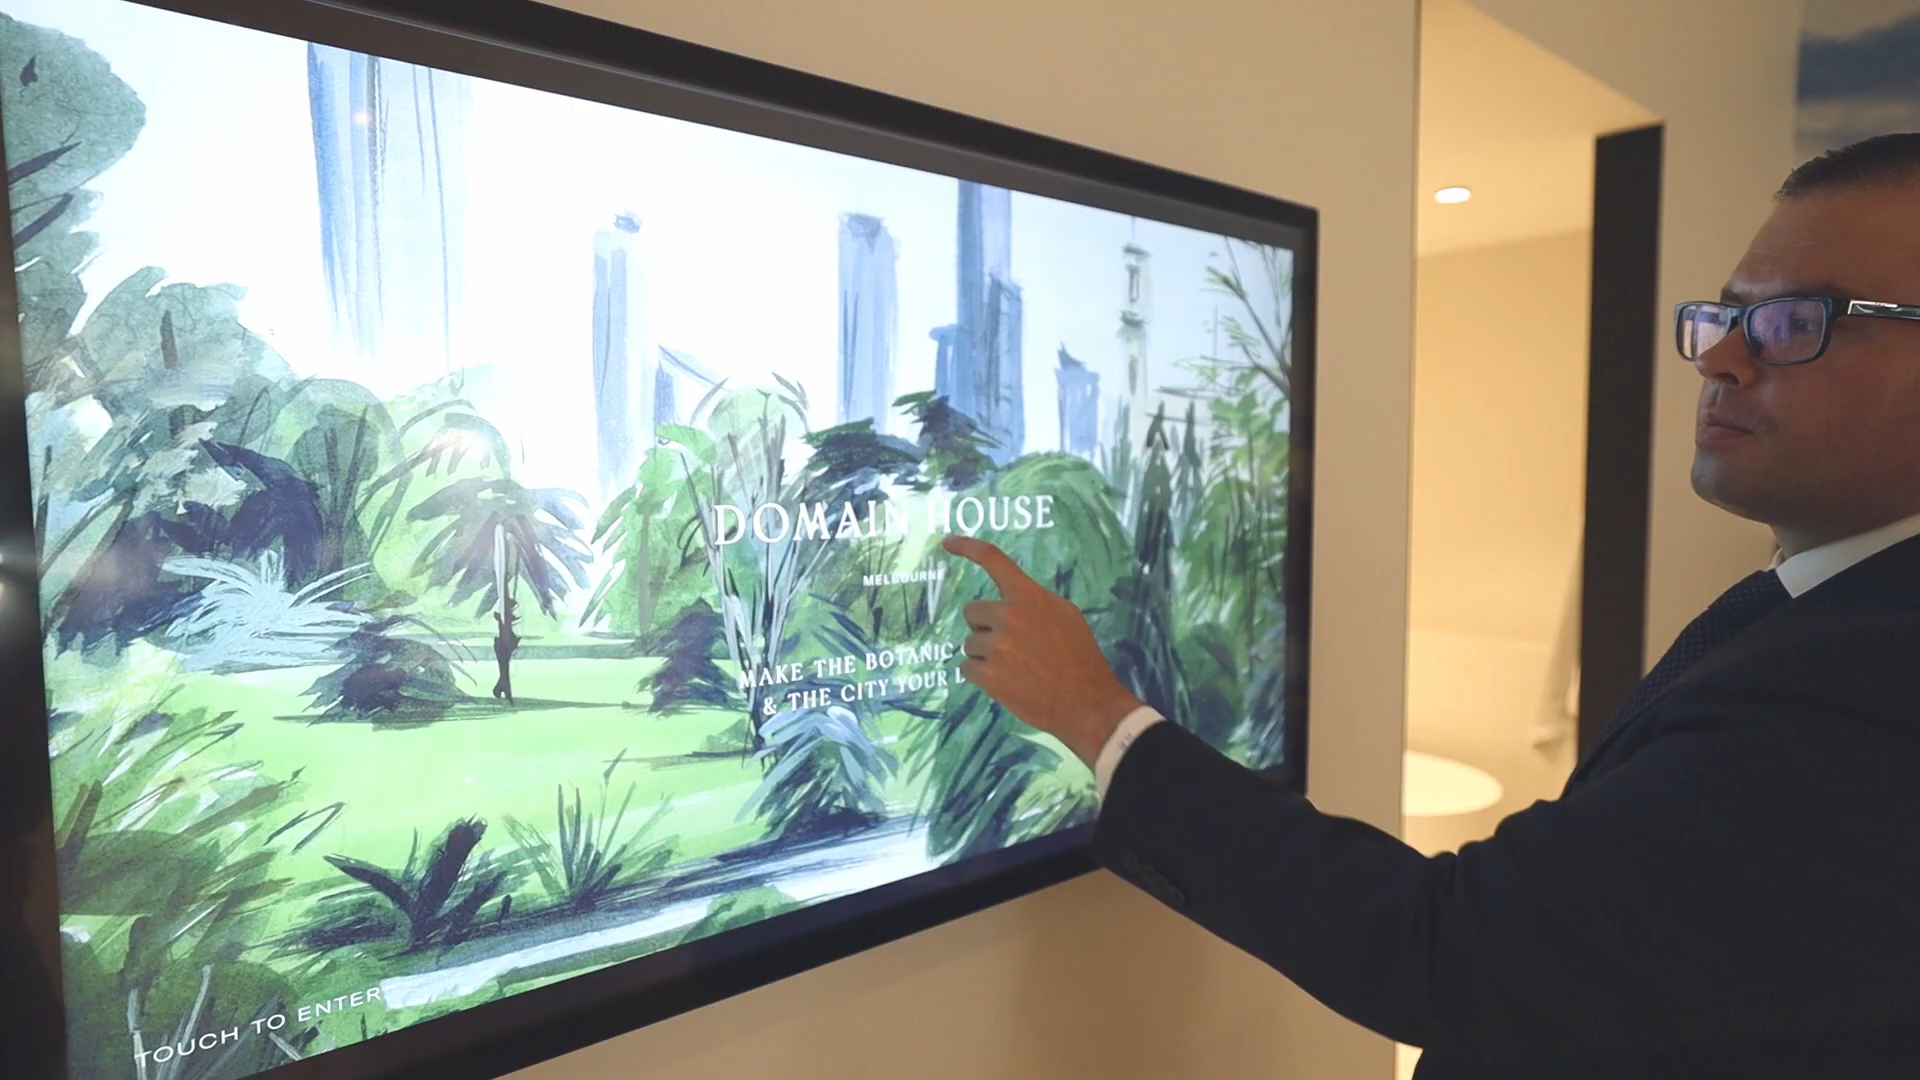 DOMAIN HOUSE
MELBOURNE
MAKE THE BOTANIC
& THE CITY YOUR
TOUCH TO ENTER